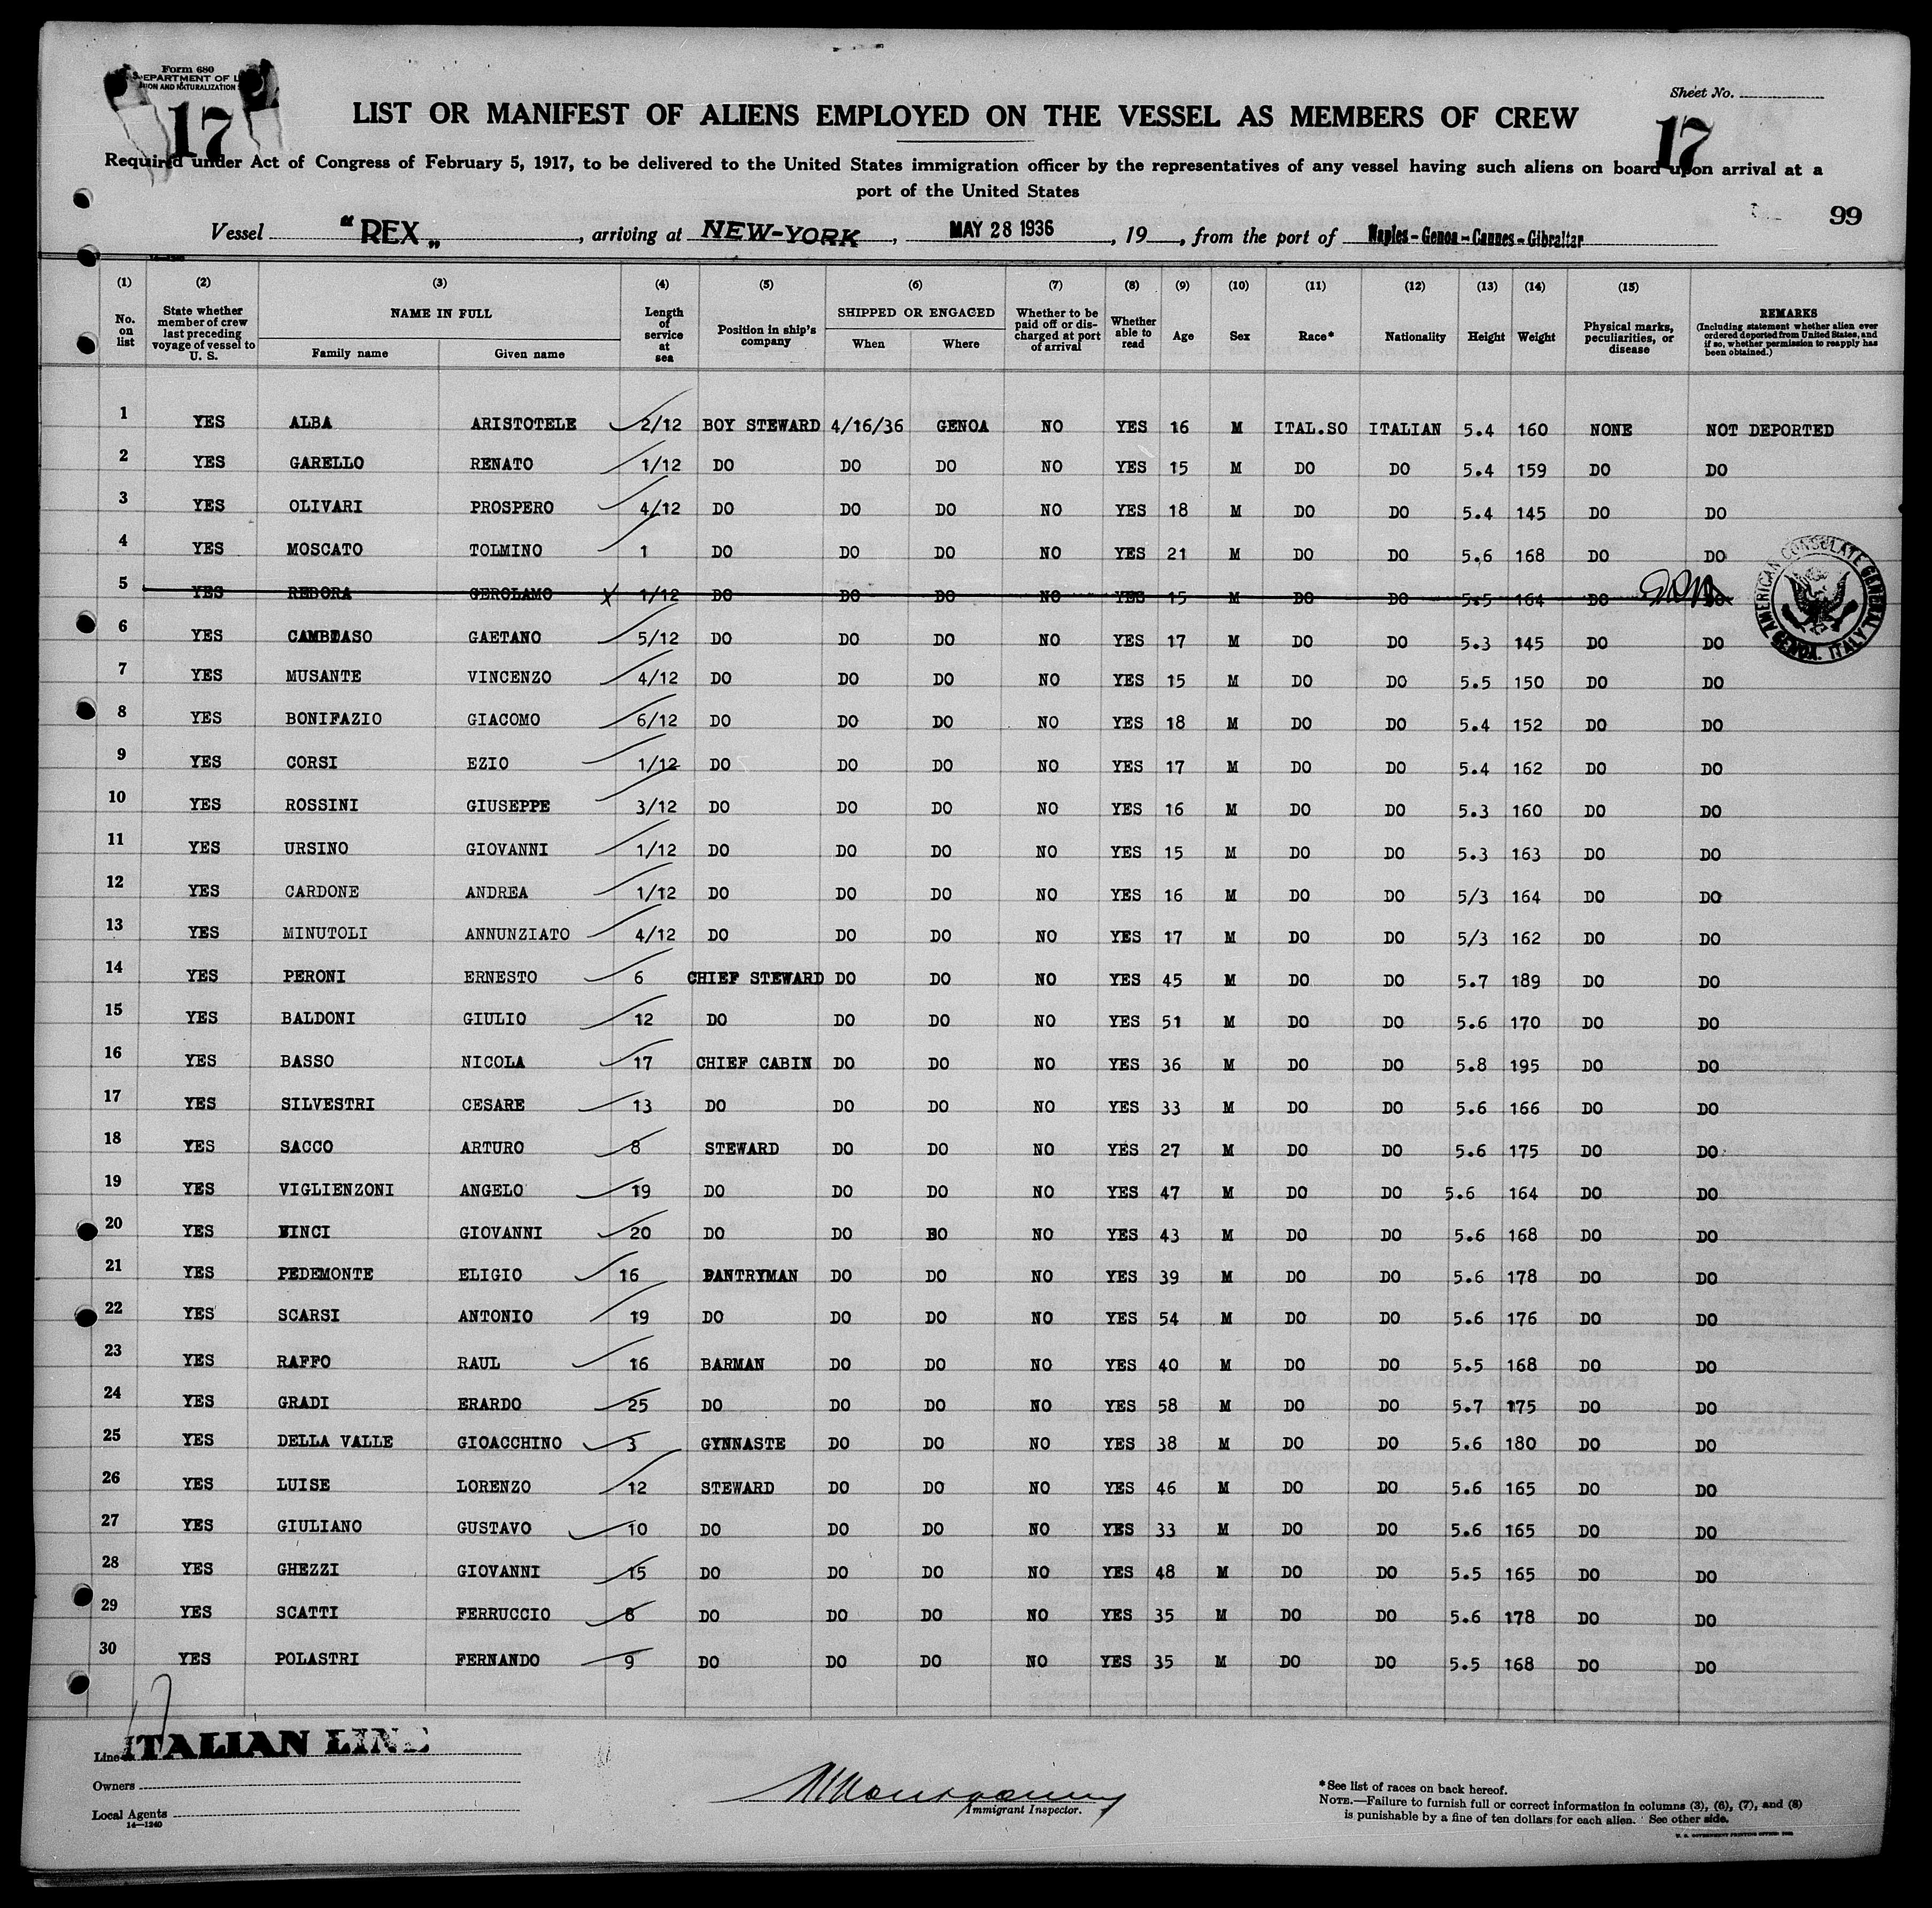 Form 680
DEPARTMENT OF L
ION AND NATURALIZATION
17
Sheet No.
17
LIST OR MANIFEST OF ALIENS EMPLOYED ON THE VESSEL AS MEMBERS OF CREW
Required under Act of Congress of February 5, 1917, to be delivered to the United States immigration officer by the representatives of any vessel having such aliens on board upon arrival at a
port of the United States
99
Vessel "REX„ , arriving at NEW-YORK , MAY 28 1936 , 19 , from the port of Naples-Genoa-Cannes-Gibraltar
(1) (2) (3) (4) (5) (6) (7) (8) (9) (10) (11) (12) (13) (14) (15)
No. on list State whether member of crew last preceding voyage of vessel to U. S. NAME IN FULL Family name Given name Length of service at sea Position in ship's company SHIPPED OR ENGAGED When Where Whether to be paid off or discharged at port of arrival Whether able to read Age Sex Race* Nationality Height Weight Physical marks, peculiarities, or disease REMARKS (Including statement whether alien ever ordered deported from United States, and if so, whether permission to reapply has been obtained.)
1 YES ALBA ARISTOTELE 2/12 BOY STEWARD 4/16/36 GENOA NO YES 16 M ITAL.SO ITALIAN 5.4 160 NONE NOT DEPORTED
2 YES GARELLO RENATO 1/12 DO DO DO NO YES 15 M DO DO 5.4 159 DO DO
3 YES OLIVARI PROSPERO 4/12 DO DO DO NO YES 18 M DO DO 5.4 145 DO DO
4 YES MOSCATO TOLMINO 1 DO DO DO NO YES 21 M DO DO 5.6 168 DO DO
5 YES REBORA GEROLAMO X 1/12 DO DO DO NO YES 15 M DO DO 5.5 164 DO DO
AMERICAN CONSULATE GENERAL GENOA, ITALY
6 YES CAMBIASO GAETANO 5/12 DO DO DO NO YES 17 M DO DO 5.3 145 DO DO
7 YES MUSANTE VINCENZO 4/12 DO DO DO NO YES 15 M DO DO 5.5 150 DO DO
8 YES BONIFAZIO GIACOMO 6/12 DO DO DO NO YES 18 M DO DO 5.4 152 DO DO
9 YES CORSI EZIO 1/12 DO DO DO NO YES 17 M DO DO 5.4 162 DO DO
10 YES ROSSINI GIUSEPPE 3/12 DO DO DO NO YES 16 M DO DO 5.3 160 DO DO
11 YES URSINO GIOVANNI 1/12 DO DO DO NO YES 15 M DO DO 5.3 163 DO DO
12 YES CARDONE ANDREA 1/12 DO DO DO NO YES 16 M DO DO 5/3 164 DO DO
13 YES MINUTOLI ANNUNZIATO 4/12 DO DO DO NO YES 17 M DO DO 5/3 162 DO DO
14 YES PERONI ERNESTO 6 CHIEF STEWARD DO DO NO YES 45 M DO DO 5.7 189 DO DO
15 YES BALDONI GIULIO 12 DO DO DO NO YES 51 M DO DO 5.6 170 DO DO
16 YES BASSO NICOLA 17 CHIEF CABIN DO DO NO YES 36 M DO DO 5.8 195 DO DO
17 YES SILVESTRI CESARE 13 DO DO DO NO YES 33 M DO DO 5.6 166 DO DO
18 YES SACCO ARTURO 8 STEWARD DO DO NO YES 27 M DO DO 5.6 175 DO DO
19 YES VIGLIENZONI ANGELO 19 DO DO DO NO YES 47 M DO DO 5.6 164 DO DO
20 YES GIOVANNI 20 DO DO DO NO YES 43 M DO DO 5.6 168 DO DO
21 YES PEDEMONTE ELIGIO 16 PANTRYMAN DO DO NO YES 39 M DO DO 5.6 178 DO DO
22 YES SCARSI ANTONIO 19 DO DO DO NO YES 54 M DO DO 5.6 176 DO DO
23 YES RAFFO RAUL 16 BARMAN DO DO NO YES 40 M DO DO 5.5 168 DO DO
24 YES GRADI ERARDO 25 DO DO DO NO YES 58 M DO DO 5.7 175 DO DO
25 YES DELLA VALLE GIOACCHINO 3 GYNNASTE DO DO NO YES 38 M DO DO 5.6 180 DO DO
26 YES LUISE LORENZO 12 STEWARD DO DO NO YES 46 M DO DO 5.6 165 DO DO
27 YES GIULIANO GUSTAVO 10 DO DO DO NO YES 33 M DO DO 5.6 165 DO DO
28 YES GHEZZI GIOVANNI 15 DO DO DO NO YES 48 M DO DO 5.5 165 DO DO
29 YES SCATTI FERRUCCIO 8 DO DO DO NO YES 35 M DO DO 5.6 178 DO DO
30 YES POLASTRI FERNANDO 9 DO DO DO NO YES 35 M DO DO 5.5 168 DO DO
17
Line ITALIAN LINE
Owners
Local Agents
14—1240
Immigrant Inspector.
*See list of races on back hereof.
NOTE.—Failure to furnish full or correct information in columns (3), (6), (7), and (8)
is punishable by a fine of ten dollars for each alien. See other side.
U. S. GOVERNMENT PRINTING OFFICE